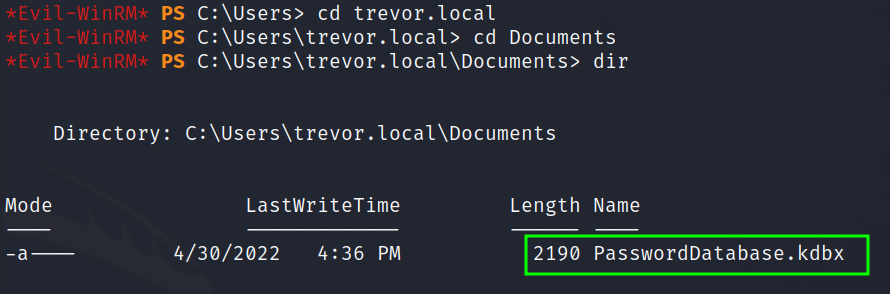 *Evil-WinRM* PS C:\Users> cd trevor.local
*Evil-WinRM* PS C:\Users\trevor.local> cd Documents
*Evil-WinRM* PS C:\Users\trevor.local\Documents> dir
Directory: C:\Users\trevor.local\Documents
Mode LastWriteTime Length Name
---- ------------- ------ ----
-a---- 4/30/2022 4:36 PM 2190 PasswordDatabase.kdbx